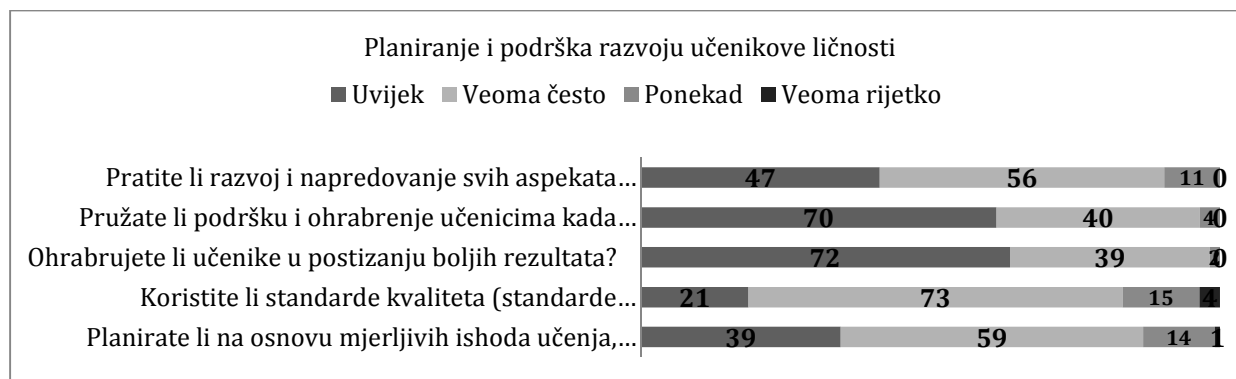 Planiranje i podrška razvoju učenikove ličnosti
Uvijek Veoma često Ponekad Veoma rijetko
Pratite li razvoj i napredovanje svih aspekata... 47 56 11 0
Pružate li podršku i ohrabrenje učenicima kada... 70 40 4 0
Ohrabrujete li učenike u postizanju boljih rezultata? 72 39 2 0
Koristite li standarde kvaliteta (standarde... 21 73 15 4
Planirate li na osnovu mjerljivih ishoda učenja,... 39 59 14 1